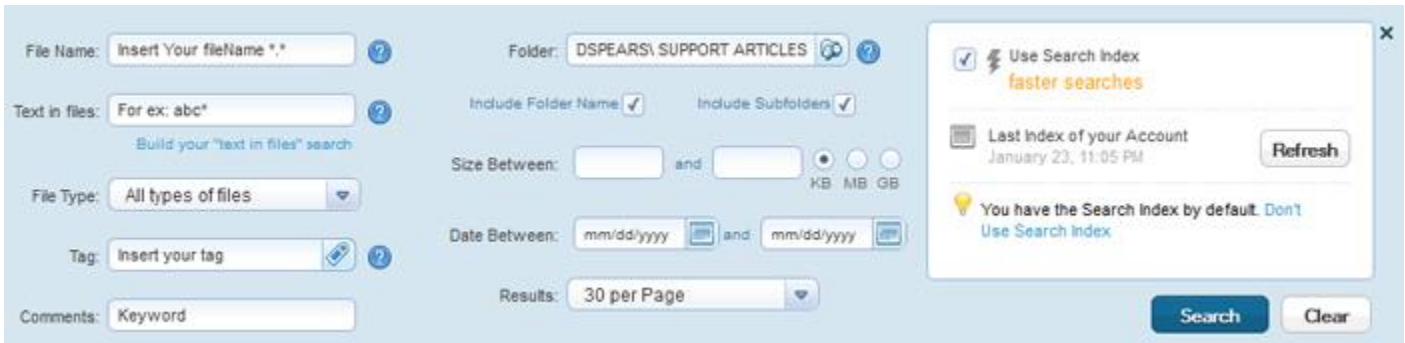 File Name: Insert Your fileName *.*
Text in files: For ex: abc*
Build your "text in files" search
File Type: All types of files
Tag: Insert your tag
Comments: Keyword
Folder: DSPEARS\ SUPPORT ARTICLES
Include Folder Name Include Subfolders
Size Between: and KB MB GB
Date Between: mm/dd/yyyy and mm/dd/yyyy
Results: 30 per Page
Use Search Index
faster searches
Last Index of your Account
January 23, 11:05 PM
Refresh
You have the Search Index by default. Don't
Use Search Index
Search Clear